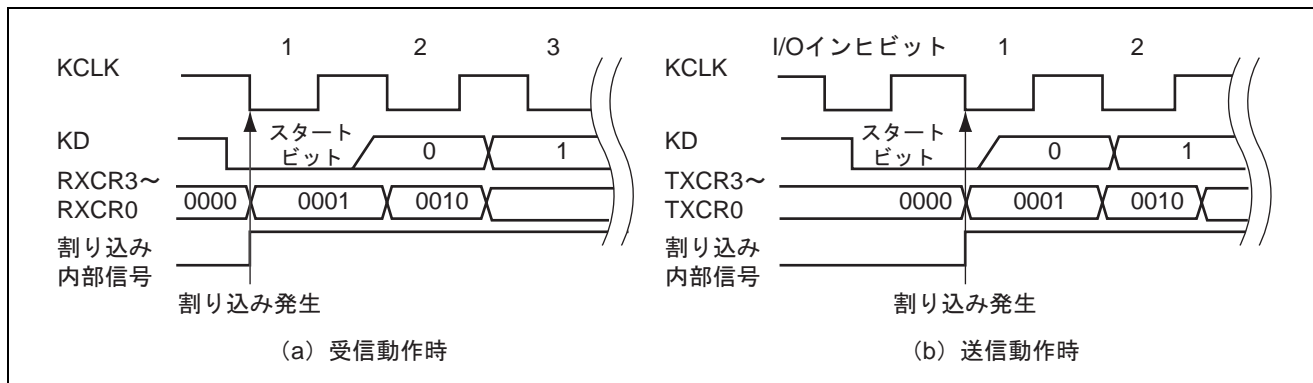 1 2 3
KCLK
KD
スタート
ビット
0 1
RXCR3～
RXCR0
0000 0001 0010
割り込み
内部信号
割り込み発生
(a) 受信動作時
I/Oインヒビット 1 2
KCLK
KD
スタート
ビット
0 1
TXCR3～
TXCR0
0000 0001 0010
割り込み
内部信号
割り込み発生
(b) 送信動作時